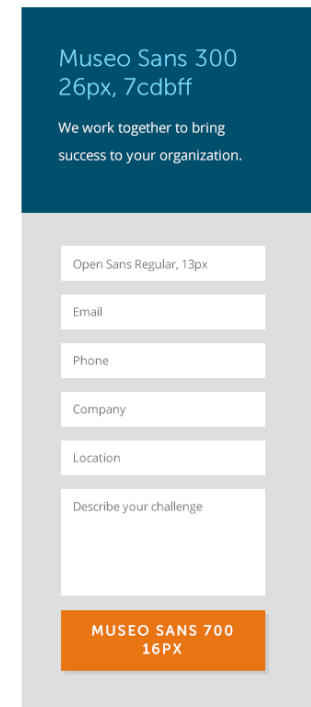 Museo Sans 300
26px, 7cdbff
We work together to bring
success to your organization.
Open Sans Regular, 13px
Email
Phone
Company
Location
Describe your challenge
MUSEO SANS 700
16PX